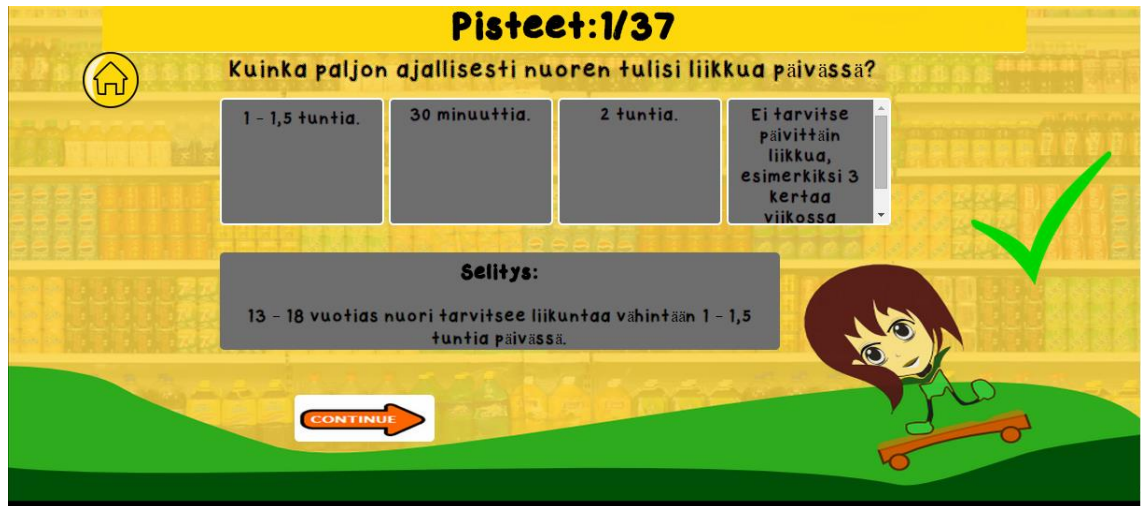 Pisteet:1/37
Kuinka paljon ajallisesti nuoren tulisi liikkua päivässä?
1 - 1,5 tuntia.
30 minuuttia.
2 tuntia.
Ei tarvitse
päivittäin
liikkua,
esimerkiksi 3
kertaa
viikossa
Selitys:
13 - 18 vuotias nuori tarvitsee liikuntaa vähintään 1 - 1,5
tuntia päivässä.
CONTINUE